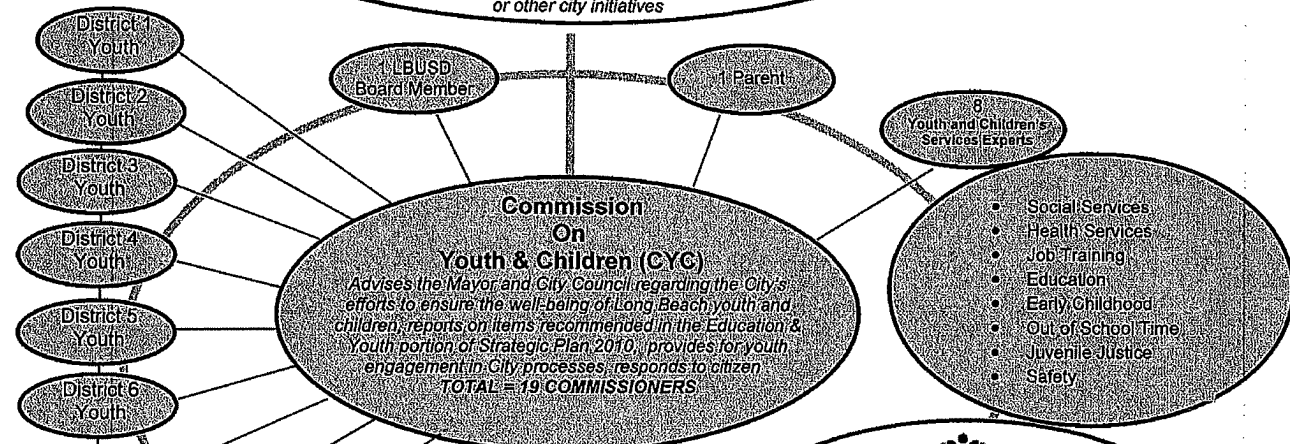 or other city initiatives
District 1
Youth
1 LBUSD
Board Member
1 Parent
District 2
Youth
8
Youth and Children's
Services Experts
District 3
Youth
District 4
Youth
District 5
Youth
District 6
Youth
Commission
On
Youth & Children (CYC)
Advises the Mayor and City Council regarding the City's
efforts to ensure the well-being of Long Beach youth and
children, reports on items recommended in the Education &
Youth portion of Strategic Plan 2010, provides for youth
engagement in City processes, responds to citizen
TOTAL = 19 COMMISSIONERS
• Social Services
• Health Services
• Job Training
• Education
• Early Childhood
• Out of School Time
• Juvenile Justice
• Safety